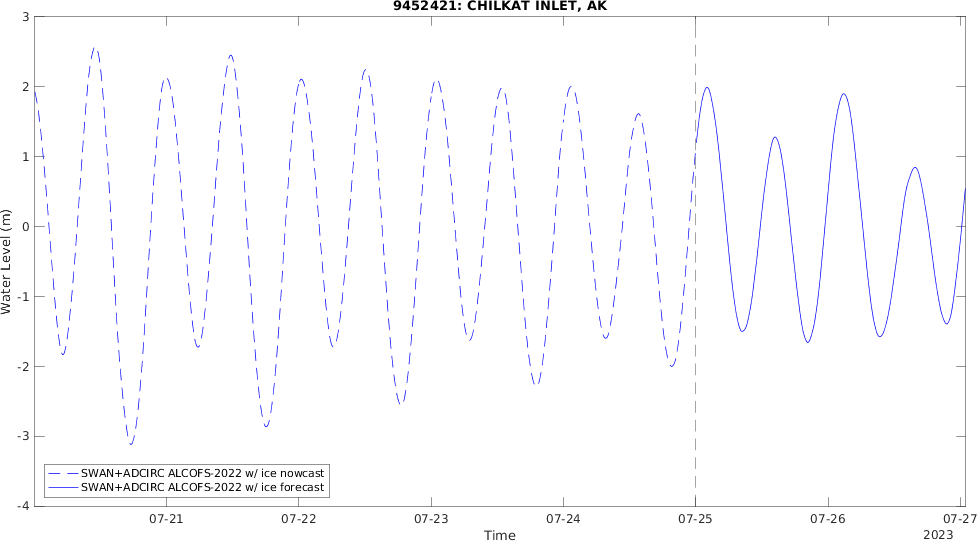 9452421: CHILKAT INLET, AK
Water Level (m)
3
2
1
0
-1
-2
-3
-4
SWAN+ADCIRC ALCOFS-2022 w/ ice nowcast
SWAN+ADCIRC ALCOFS-2022 w/ ice forecast
07-21 07-22 07-23 07-24 07-25 07-26 07-27
Time
2023